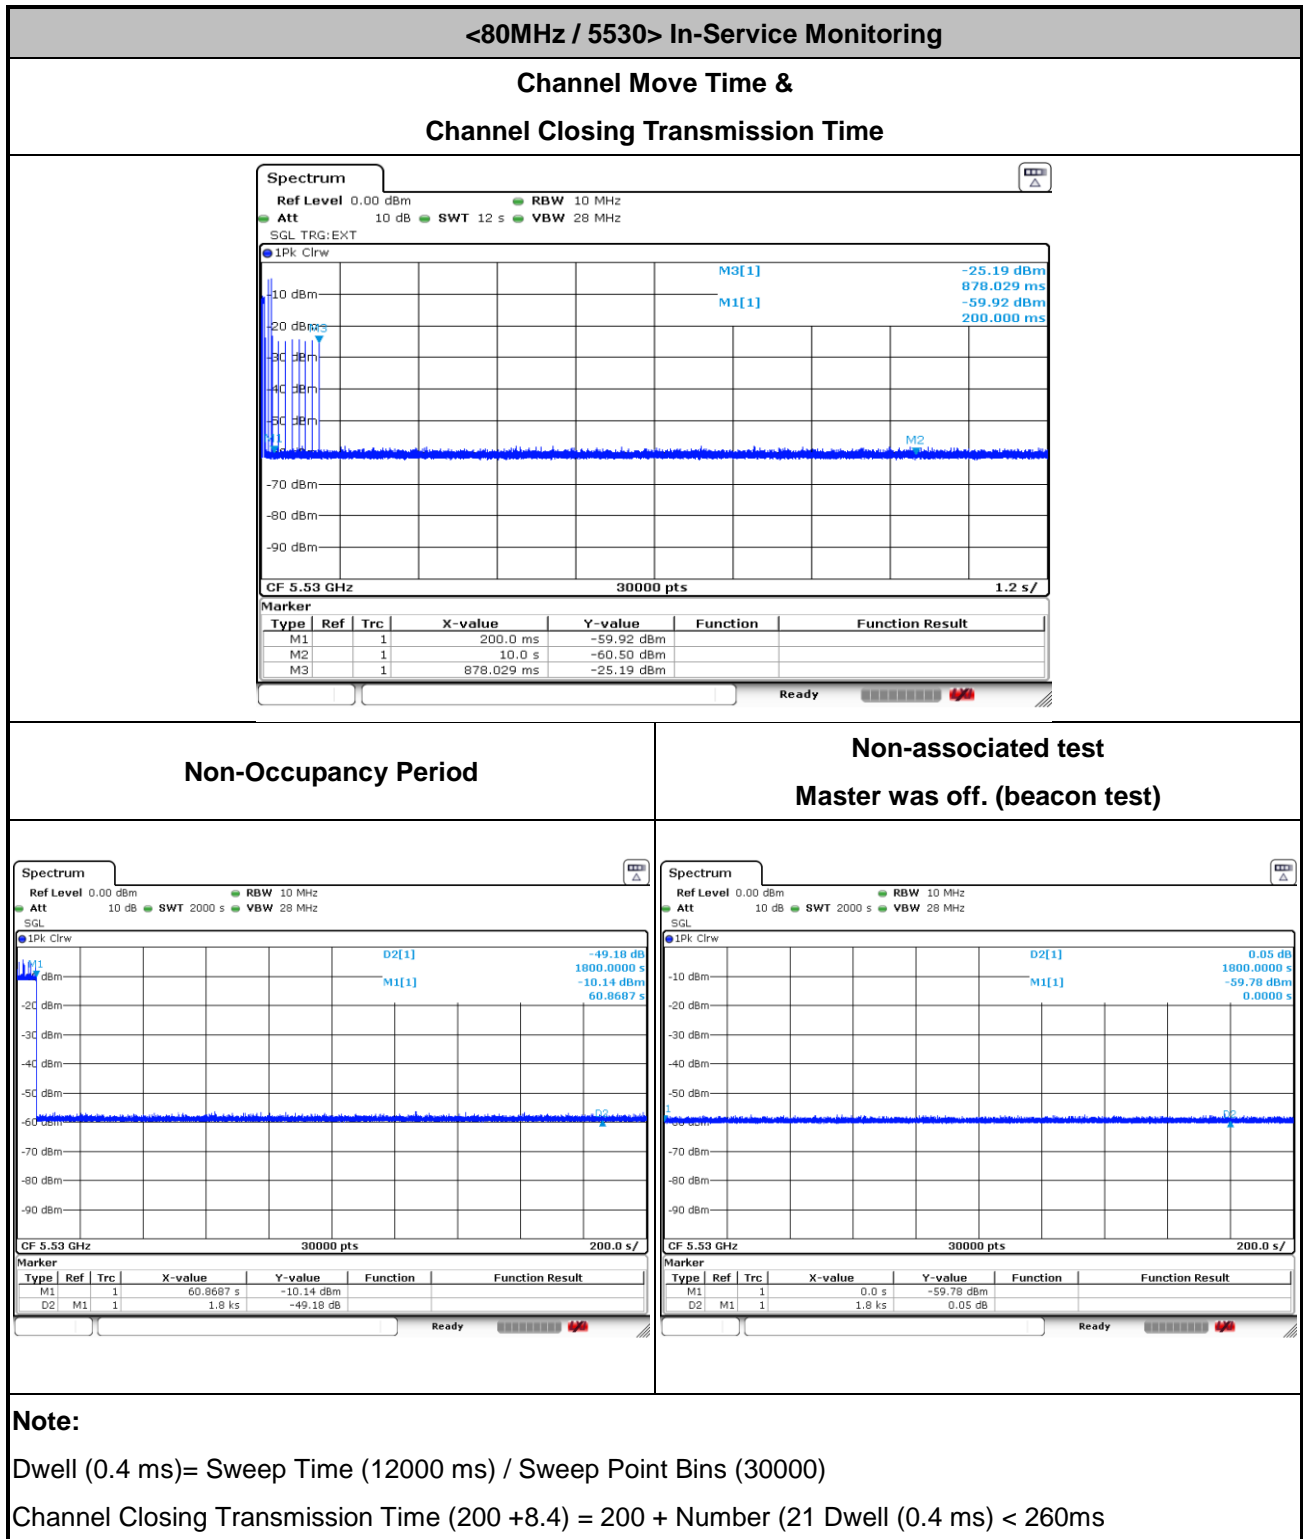 <80MHz / 5530> In-Service Monitoring
Channel Move Time &
Channel Closing Transmission Time
Spectrum
Ref Level 0.00 dBm RBW 10 MHz
Att 10 dB SWT 12 s VBW 28 MHz
SGL TRG:EXT
1Pk Clrw
M3[1] -25.19 dBm
878.029 ms
-10 dBm
M1[1] -59.92 dBm
200.000 ms
-20 dBm
M3
-30 dBm
-40 dBm
-50 dBm
M1
M2
-70 dBm
-80 dBm
-90 dBm
CF 5.53 GHz 30000 pts 1.2 s/
Marker
Type Ref Trc X-value Y-value Function Function Result
M1 1 200.0 ms -59.92 dBm
M2 1 10.0 s -60.50 dBm
M3 1 878.029 ms -25.19 dBm
Ready
Non-Occupancy Period
Spectrum
Ref Level 0.00 dBm RBW 10 MHz
Att 10 dB SWT 2000 s VBW 28 MHz
SGL
1Pk Clrw
D2[1] -49.18 dB
1800.0000 s
M1
dBm
M1[1] -10.14 dBm
60.8687 s
-20 dBm
-30 dBm
-40 dBm
-50 dBm
D2
-60 dBm
-70 dBm
-80 dBm
-90 dBm
CF 5.53 GHz 30000 pts 200.0 s/
Marker
Type Ref Trc X-value Y-value Function Function Result
M1 1 60.8687 s -10.14 dBm
D2 M1 1 1.8 ks -49.18 dB
Ready
Non-associated test
Master was off. (beacon test)
Spectrum
Ref Level 0.00 dBm RBW 10 MHz
Att 10 dB SWT 2000 s VBW 28 MHz
SGL
1Pk Clrw
D2[1] 0.05 dB
1800.0000 s
-10 dBm
M1[1] -59.78 dBm
0.0000 s
-20 dBm
-30 dBm
-40 dBm
-50 dBm
1
D2
-60 dBm
-70 dBm
-80 dBm
-90 dBm
CF 5.53 GHz 30000 pts 200.0 s/
Marker
Type Ref Trc X-value Y-value Function Function Result
M1 1 0.0 s -59.78 dBm
D2 M1 1 1.8 ks 0.05 dB
Ready
Note:
Dwell (0.4 ms)= Sweep Time (12000 ms) / Sweep Point Bins (30000)
Channel Closing Transmission Time (200 +8.4) = 200 + Number (21 Dwell (0.4 ms) < 260ms